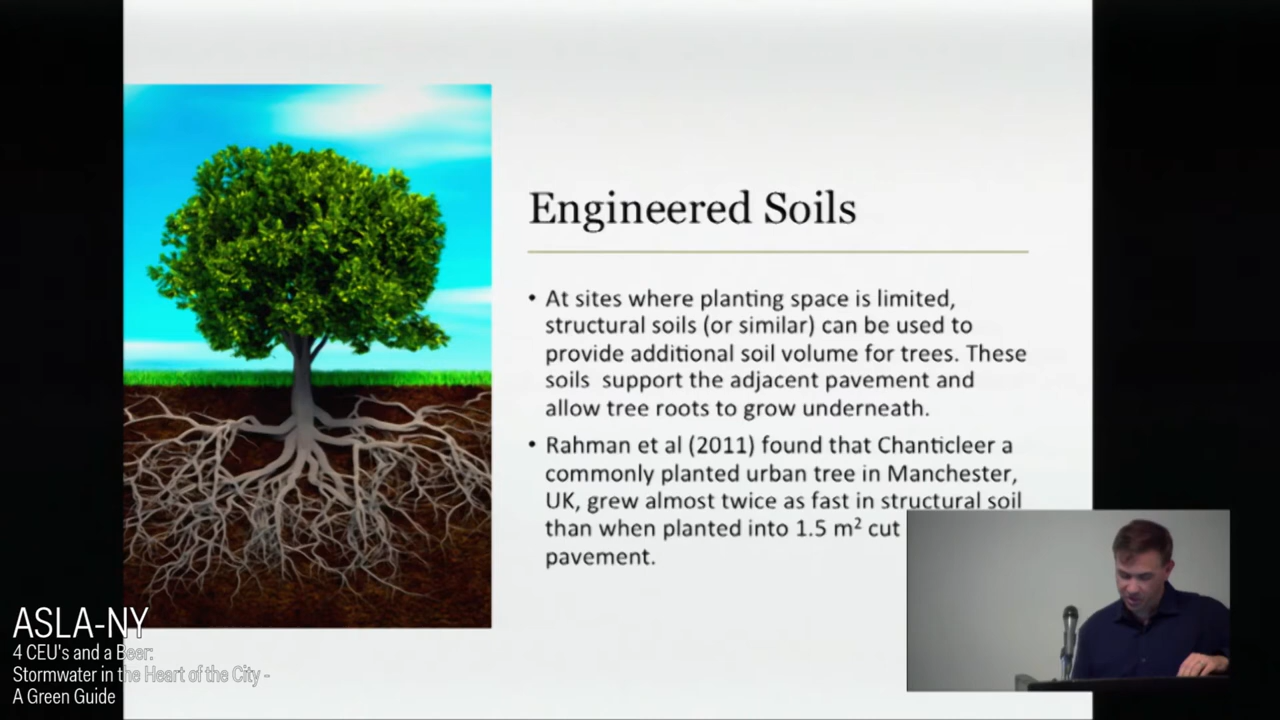 Engineered Soils
• At sites where planting space is limited,
structural soils (or similar) can be used to
provide additional soil volume for trees. These
soils support the adjacent pavement and
allow tree roots to grow underneath.
• Rahman et al (2011) found that Chanticleer a
commonly planted urban tree in Manchester,
UK, grew almost twice as fast in structural soil
than when planted into 1.5 m² cut
pavement.
ASLA-NY
4 CEU's and a Beer:
Stormwater in the Heart of the City -
A Green Guide